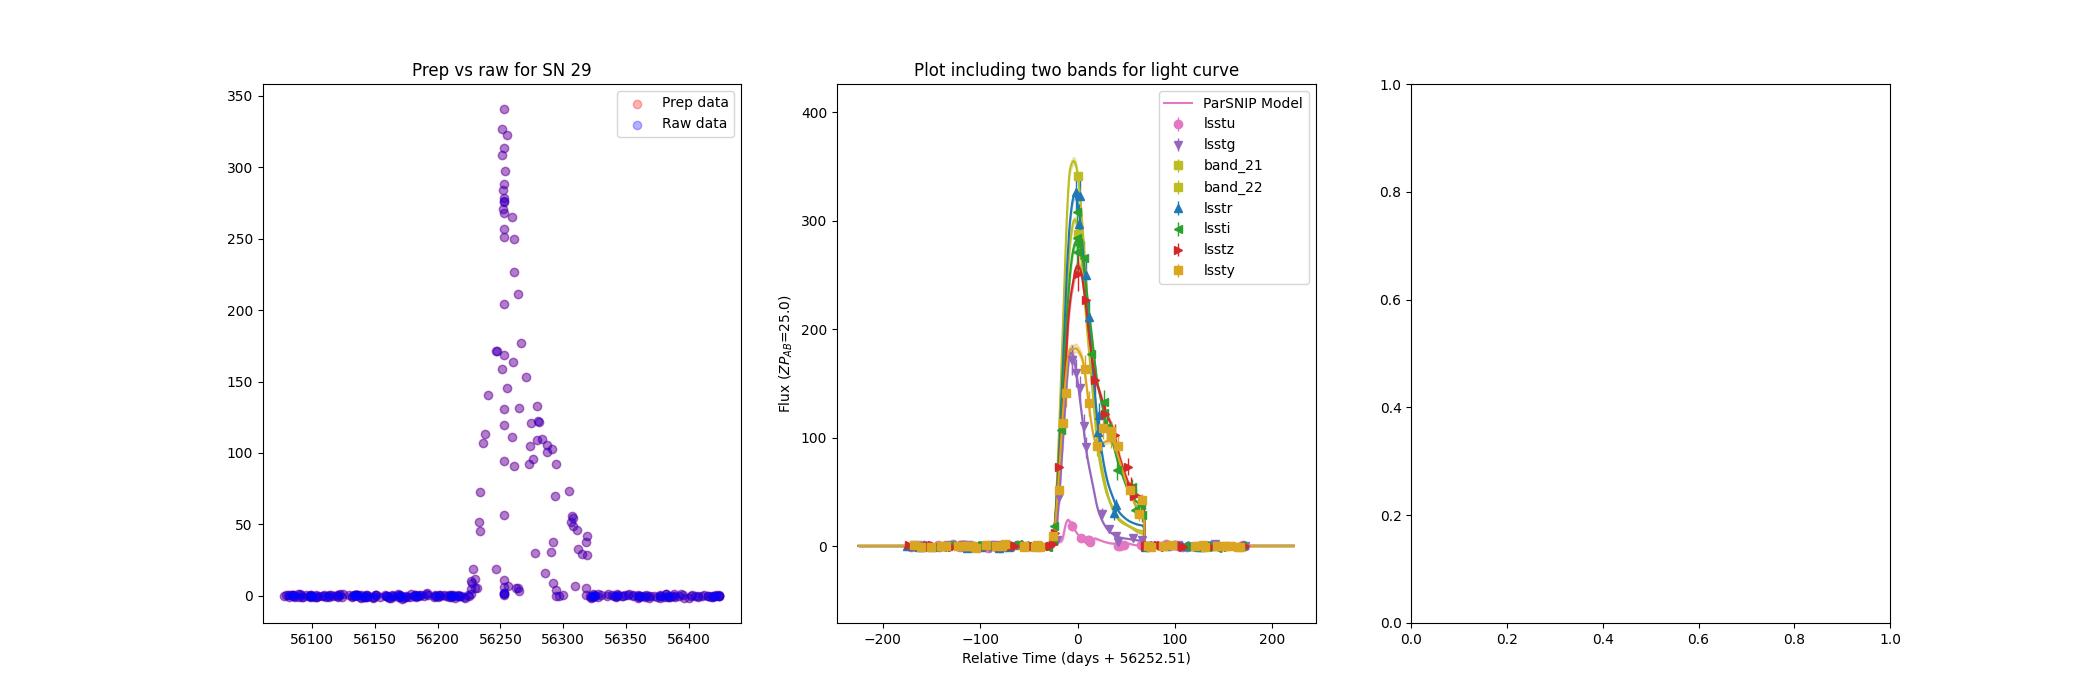 Prep vs raw for SN 29
350
300
250
200
150
100
50
0
56100 56150 56200 56250 56300 56350 56400
Prep data
Raw data
Plot including two bands for light curve
Flux (ZP_AB=25.0)
400
300
200
100
0
−200 −100 0 100 200
Relative Time (days + 56252.51)
ParSNIP Model
lsstu
lsstg
band_21
band_22
lsstr
lssti
lsstz
lssty
1.0
0.8
0.6
0.4
0.2
0.0
0.0 0.2 0.4 0.6 0.8 1.0